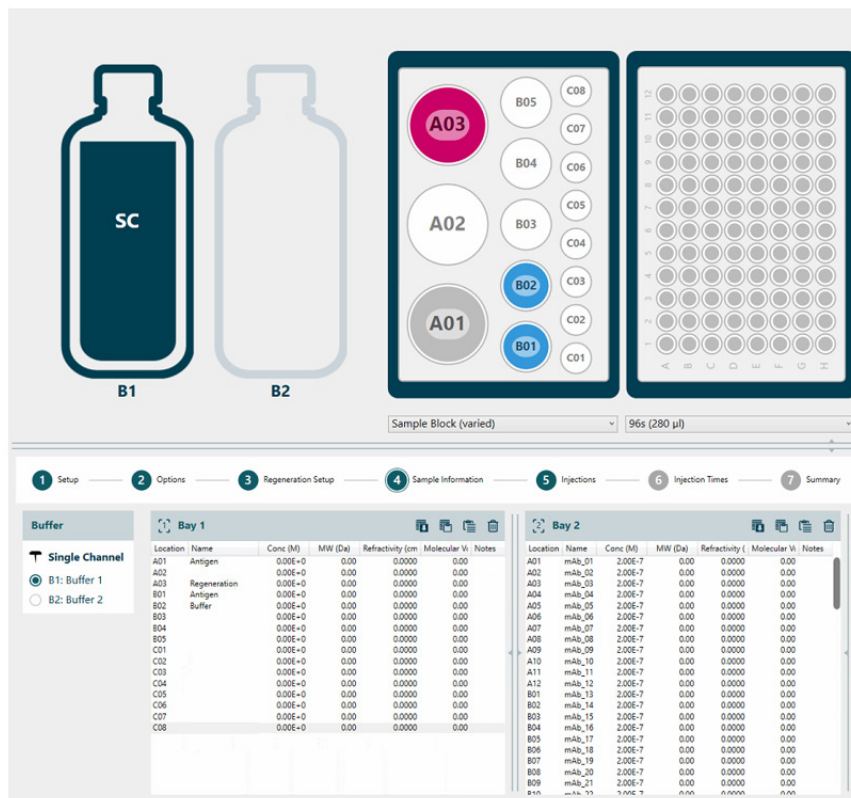 SC
B1
B2
A03
A02
A01
B05
B04
B03
B02
B01
C08
C07
C06
C05
C04
C03
C02
C01
12
11
10
9
8
7
6
5
4
3
2
1
A B C D E F G H
Sample Block (varied)
96s (280 µl)
1 Setup 2 Options 3 Regeneration Setup 4 Sample Information 5 Injections 6 Injection Times 7 Summary
Buffer
Single Channel
B1: Buffer 1
B2: Buffer 2
[1] Bay 1
Location Name Conc (M) MW (Da) Refractivity (cm Molecular Vi Notes
A01 Antigen 0.00E+0 0.00 0.0000 0.00
A02 0.00E+0 0.00 0.0000 0.00
A03 Regeneration 0.00E+0 0.00 0.0000 0.00
B01 Antigen 0.00E+0 0.00 0.0000 0.00
B02 Buffer 0.00E+0 0.00 0.0000 0.00
B03 0.00E+0 0.00 0.0000 0.00
B04 0.00E+0 0.00 0.0000 0.00
B05 0.00E+0 0.00 0.0000 0.00
C01 0.00E+0 0.00 0.0000 0.00
C02 0.00E+0 0.00 0.0000 0.00
C03 0.00E+0 0.00 0.0000 0.00
C04 0.00E+0 0.00 0.0000 0.00
C05 0.00E+0 0.00 0.0000 0.00
C06 0.00E+0 0.00 0.0000 0.00
C07 0.00E+0 0.00 0.0000 0.00
C08 0.00E+0 0.00 0.0000 0.00
[2] Bay 2
Location Name Conc (M) MW (Da) Refractivity ( Molecular Vi Notes
A01 mAb_01 2.00E-7 0.00 0.0000 0.00
A02 mAb_02 2.00E-7 0.00 0.0000 0.00
A03 mAb_03 2.00E-7 0.00 0.0000 0.00
A04 mAb_04 2.00E-7 0.00 0.0000 0.00
A05 mAb_05 2.00E-7 0.00 0.0000 0.00
A06 mAb_06 2.00E-7 0.00 0.0000 0.00
A07 mAb_07 2.00E-7 0.00 0.0000 0.00
A08 mAb_08 2.00E-7 0.00 0.0000 0.00
A09 mAb_09 2.00E-7 0.00 0.0000 0.00
A10 mAb_10 2.00E-7 0.00 0.0000 0.00
A11 mAb_11 2.00E-7 0.00 0.0000 0.00
A12 mAb_12 2.00E-7 0.00 0.0000 0.00
B01 mAb_13 2.00E-7 0.00 0.0000 0.00
B02 mAb_14 2.00E-7 0.00 0.0000 0.00
B03 mAb_15 2.00E-7 0.00 0.0000 0.00
B04 mAb_16 2.00E-7 0.00 0.0000 0.00
B05 mAb_17 2.00E-7 0.00 0.0000 0.00
B06 mAb_18 2.00E-7 0.00 0.0000 0.00
B07 mAb_19 2.00E-7 0.00 0.0000 0.00
B08 mAb_20 2.00E-7 0.00 0.0000 0.00
B09 mAb_21 2.00E-7 0.00 0.0000 0.00
B10 mAb_22 2.00E-7 0.00 0.0000 0.00